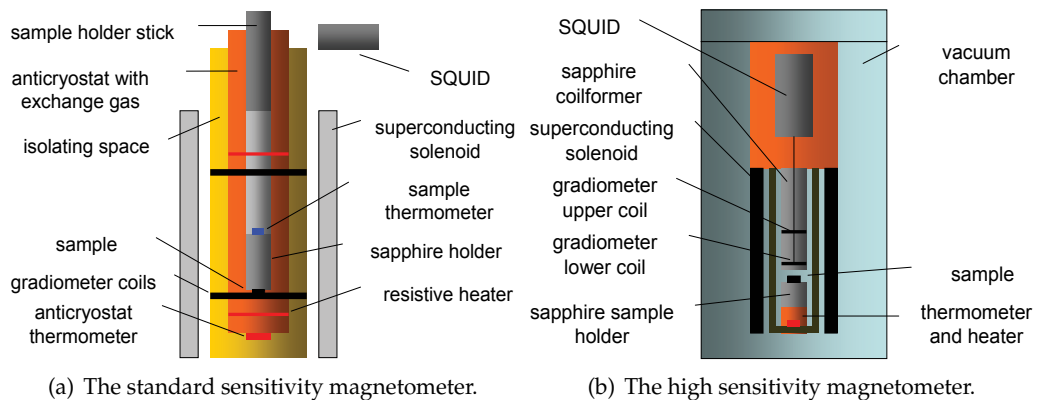 sample holder stick
anticryostat with
exchange gas
isolating space
sample
gradiometer coils
anticryostat
thermometer
SQUID
superconducting
solenoid
sample
thermometer
sapphire holder
resistive heater
(a) The standard sensitivity magnetometer.
SQUID
sapphire
coilformer
superconducting
solenoid
gradiometer
upper coil
gradiometer
lower coil
sapphire sample
holder
vacuum
chamber
sample
thermometer
and heater
(b) The high sensitivity magnetometer.